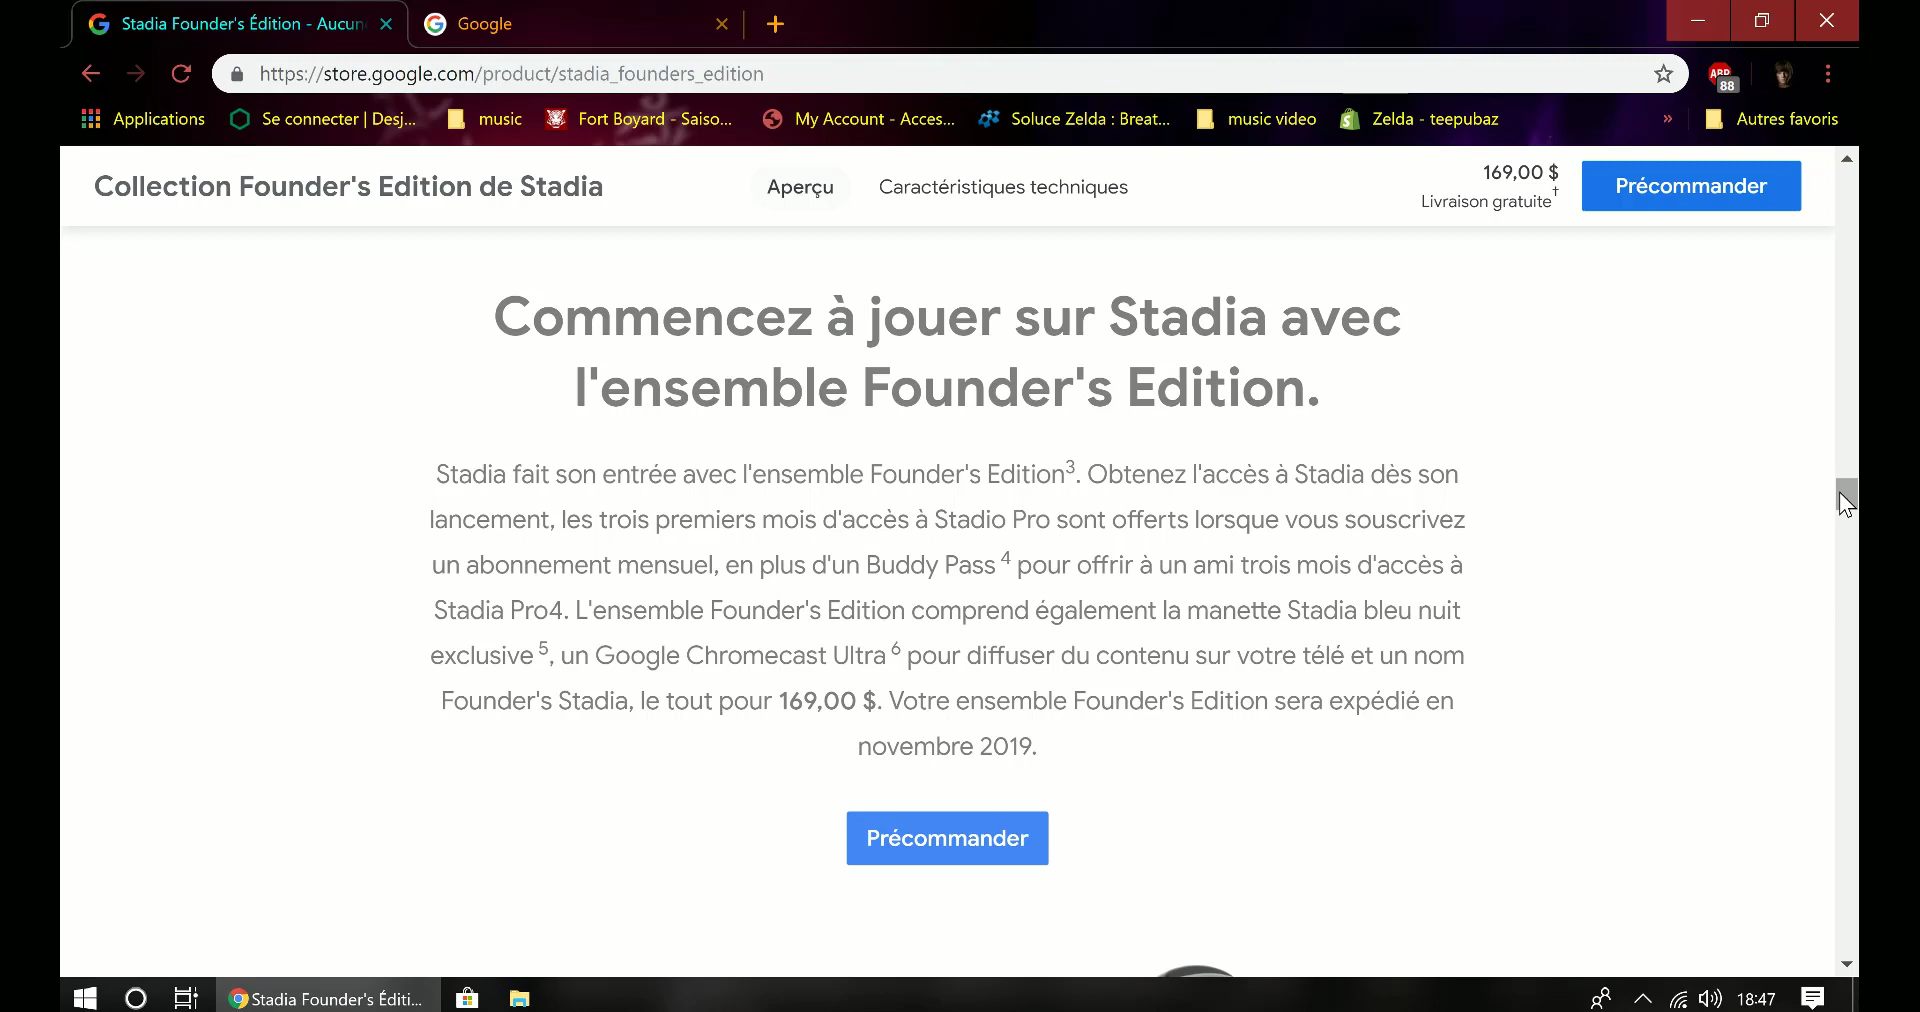 Stadia Founder's Édition - Aucun
Google
https://store.google.com/product/stadia_founders_edition
ABP
88
Applications
Se connecter | Desj...
music
Fort Boyard - Saiso...
My Account - Acces...
Soluce Zelda : Breat...
music video
Zelda - teepubaz
»
Autres favoris
Collection Founder's Edition de Stadia
Aperçu
Caractéristiques techniques
169,00 $
Livraison gratuite†
Précommander
Commencez à jouer sur Stadia avec
l'ensemble Founder's Edition.
Stadia fait son entrée avec l'ensemble Founder's Edition³. Obtenez l'accès à Stadia dès son
lancement, les trois premiers mois d'accès à Stadio Pro sont offerts lorsque vous souscrivez
un abonnement mensuel, en plus d'un Buddy Pass ⁴ pour offrir à un ami trois mois d'accès à
Stadia Pro4. L'ensemble Founder's Edition comprend également la manette Stadia bleu nuit
exclusive ⁵, un Google Chromecast Ultra ⁶ pour diffuser du contenu sur votre télé et un nom
Founder's Stadia, le tout pour 169,00 $. Votre ensemble Founder's Edition sera expédié en
novembre 2019.
Précommander
Stadia Founder's Éditi...
18:47